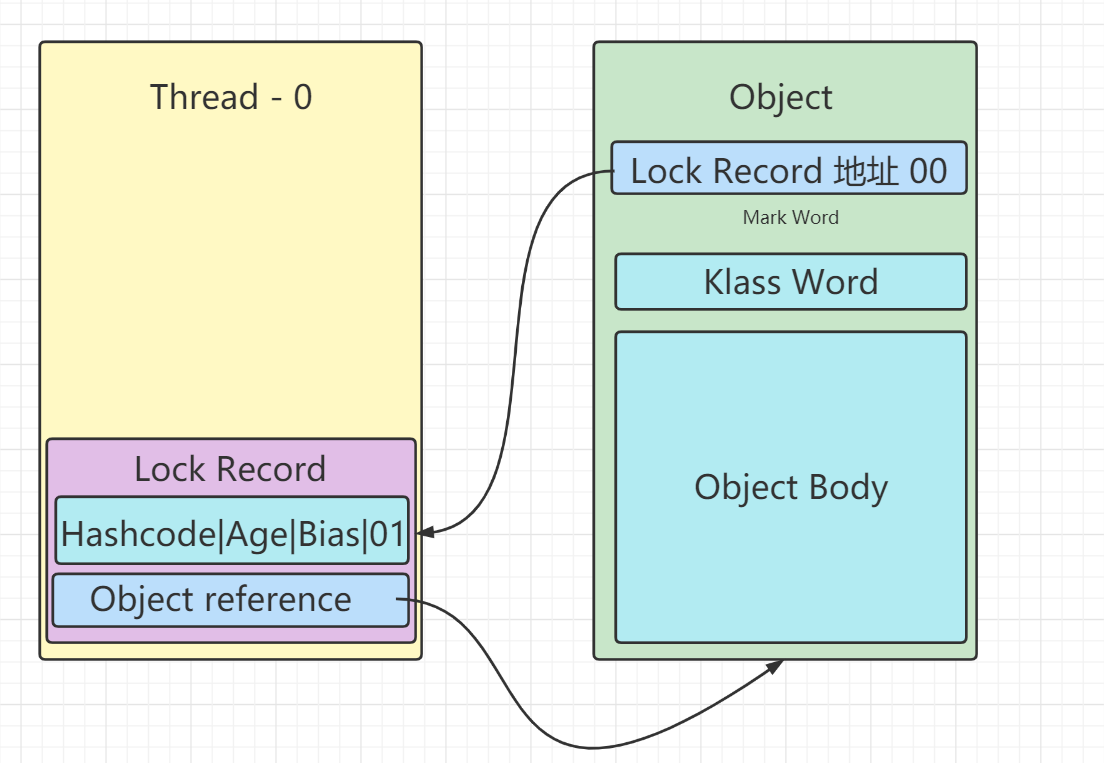 Thread - 0
Lock Record
Hashcode|Age|Bias|01
Object reference
Object
Lock Record 地址 00
Mark Word
Klass Word
Object Body